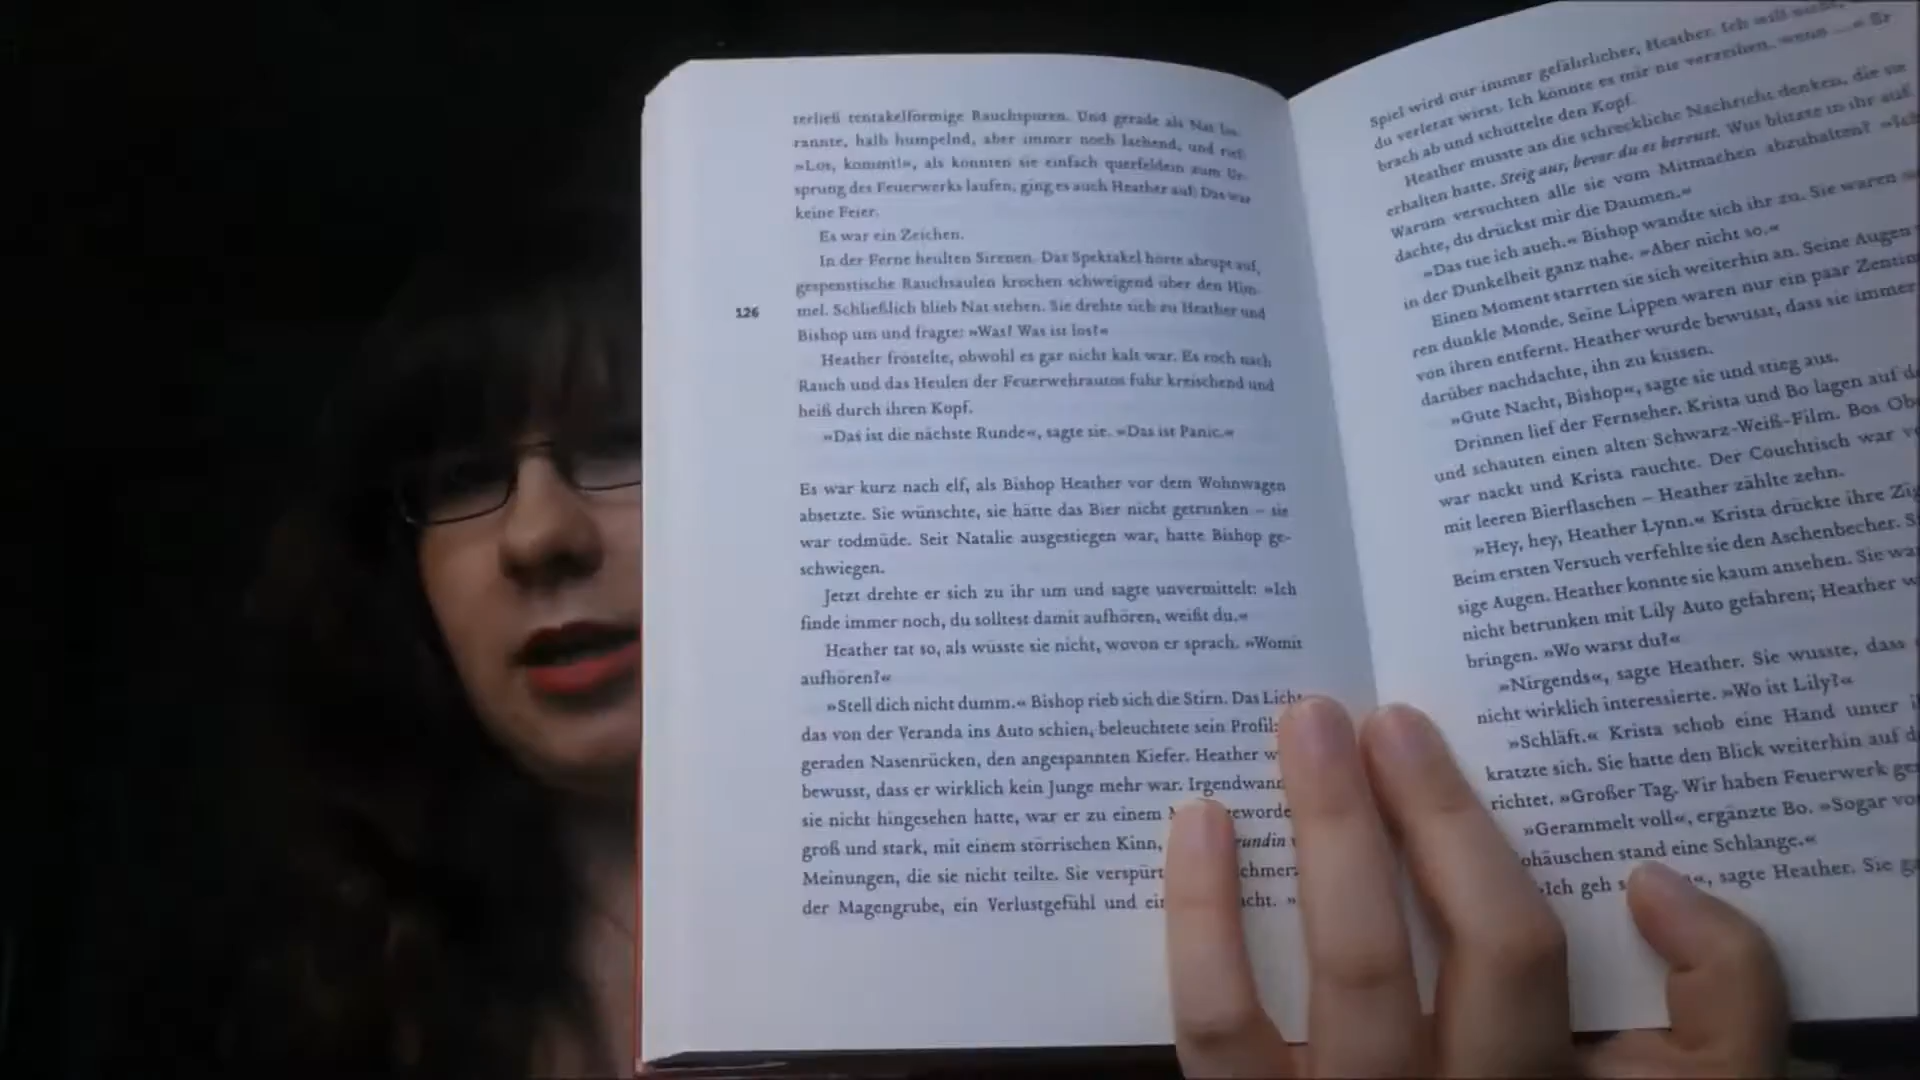 terließ tentakelförmige Rauchspuren. Und gerade als Nat los-
rannte, halb humpelnd, aber immer noch lachend, und rief:
»Los, kommt!«, als könnten sie einfach querfeldein zum Ur-
sprung des Feuerwerks laufen, ging es auch Heather auf: Das war
keine Feier.
Es war ein Zeichen.
In der Ferne heulten Sirenen. Das Spektakel hörte abrupt auf,
gespenstische Rauchsäulen krochen schweigend über den Him-
126
mel. Schließlich blieb Nat stehen. Sie drehte sich zu Heather und
Bishop um und fragte: »Was? Was ist los?«
Heather fröstelte, obwohl es gar nicht kalt war. Es roch nach
Rauch und das Heulen der Feuerwehrautos fuhr kreischend und
heiß durch ihren Kopf.
»Das ist die nächste Runde«, sagte sie. »Das ist Panic.«
Es war kurz nach elf, als Bishop Heather vor dem Wohnwagen
absetzte. Sie wünschte, sie hätte das Bier nicht getrunken – sie
war todmüde. Seit Natalie ausgestiegen war, hatte Bishop ge-
schwiegen.
Jetzt drehte er sich zu ihr um und sagte unvermittelt: »Ich
finde immer noch, du solltest damit aufhören, weißt du.«
Heather tat so, als wüsste sie nicht, wovon er sprach. »Womit
aufhören?«
»Stell dich nicht dumm.« Bishop rieb sich die Stirn. Das Licht,
das von der Veranda ins Auto schien, beleuchtete sein Profil:
geraden Nasenrücken, den angespannten Kiefer. Heather w
bewusst, dass er wirklich kein Junge mehr war. Irgendwann
sie nicht hingesehen hatte, war er zu einem eworde
groß und stark, mit einem störrischen Kinn, undin
Meinungen, die sie nicht teilte. Sie verspürt chmerz
der Magengrube, ein Verlustgefühl und ein icht. »
Spiel wird nur immer gefährlicher, Heather. Ich will nicht,
du verletzt wirst. Ich könnte es mir nie verzeihen, wenn ...« Er
brach ab und schüttelte den Kopf.
Heather musste an die schreckliche Nachricht denken, die sie
erhalten hatte. Steig aus, bevor du es bereust. Wut blitzte in ihr auf.
Warum versuchten alle sie vom Mitmachen abzuhalten? »Ich
dachte, du drückst mir die Daumen.«
»Das tue ich auch.« Bishop wandte sich ihr zu. Sie waren
in der Dunkelheit ganz nahe. »Aber nicht so.«
Einen Moment starrten sie sich weiterhin an. Seine Augen
ren dunkle Monde. Seine Lippen waren nur ein paar Zentim
von ihren entfernt. Heather wurde bewusst, dass sie immer
darüber nachdachte, ihn zu küssen.
»Gute Nacht, Bishop«, sagte sie und stieg aus.
Drinnen lief der Fernseher. Krista und Bo lagen auf de
und schauten einen alten Schwarz-Weiß-Film. Bos Obe
war nackt und Krista rauchte. Der Couchtisch war vo
mit leeren Bierflaschen – Heather zählte zehn.
»Hey, hey, Heather Lynn.« Krista drückte ihre Zig
Beim ersten Versuch verfehlte sie den Aschenbecher. S
sige Augen. Heather konnte sie kaum ansehen. Sie war
nicht betrunken mit Lily Auto gefahren; Heather w
bringen. »Wo warst du?«
»Nirgends«, sagte Heather. Sie wusste, dass
nicht wirklich interessierte. »Wo ist Lily?«
»Schläft.« Krista schob eine Hand unter i
kratzte sich. Sie hatte den Blick weiterhin auf d
richtet. »Großer Tag. Wir haben Feuerwerk ge
»Gerammelt voll«, ergänzte Bo. »Sogar vo
ohäuschen stand eine Schlange.«
»Ich geh «, sagte Heather. Sie g